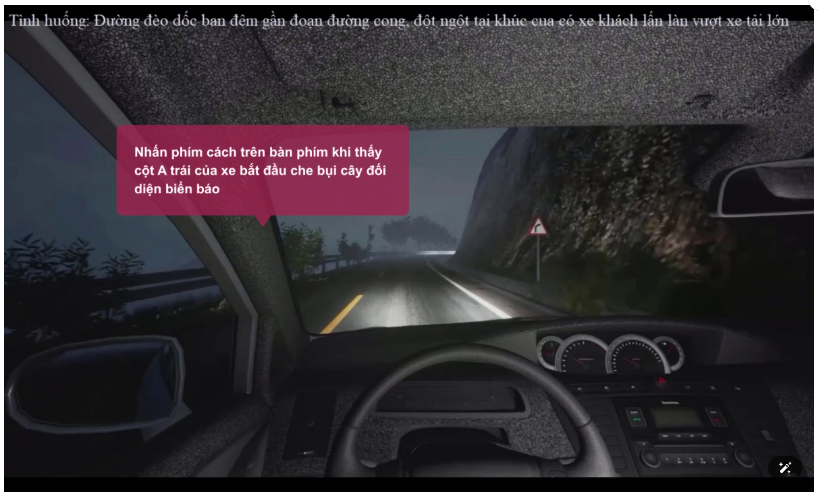 Tình huống: Đường đèo dốc ban đêm gần đoạn đường cong, đột ngột tại khúc cua có xe khách lấn làn vượt xe tải lớn
Nhấn phím cách trên bàn phím khi thấy
cột A trái của xe bắt đầu che bụi cây đối
diện biển báo